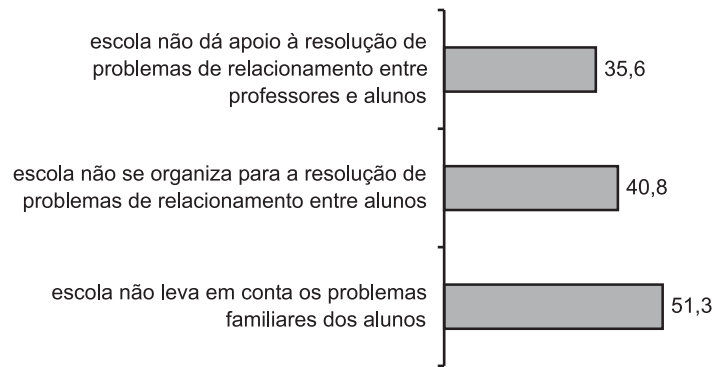 escola não dá apoio à resolução de
problemas de relacionamento entre
professores e alunos
35,6
escola não se organiza para a resolução de
problemas de relacionamento entre alunos
40,8
escola não leva em conta os problemas
familiares dos alunos
51,3